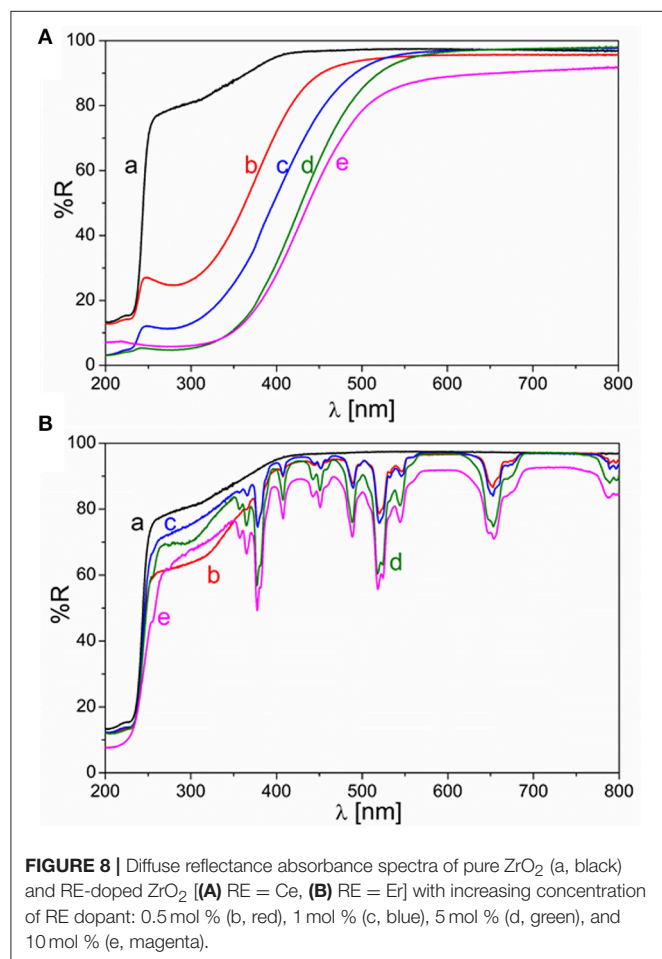 A
100
80
60
40
20
0
%R
a
b
c
d
e
200 300 400 500 600 700 800
λ [nm]
B
100
80
60
40
20
0
%R
a
c
b
d
e
200 300 400 500 600 700 800
λ [nm]
FIGURE 8 | Diffuse reflectance absorbance spectra of pure ZrO₂ (a, black)
and RE-doped ZrO₂ [(A) RE = Ce, (B) RE = Er] with increasing concentration
of RE dopant: 0.5 mol % (b, red), 1 mol % (c, blue), 5 mol % (d, green), and
10 mol % (e, magenta).